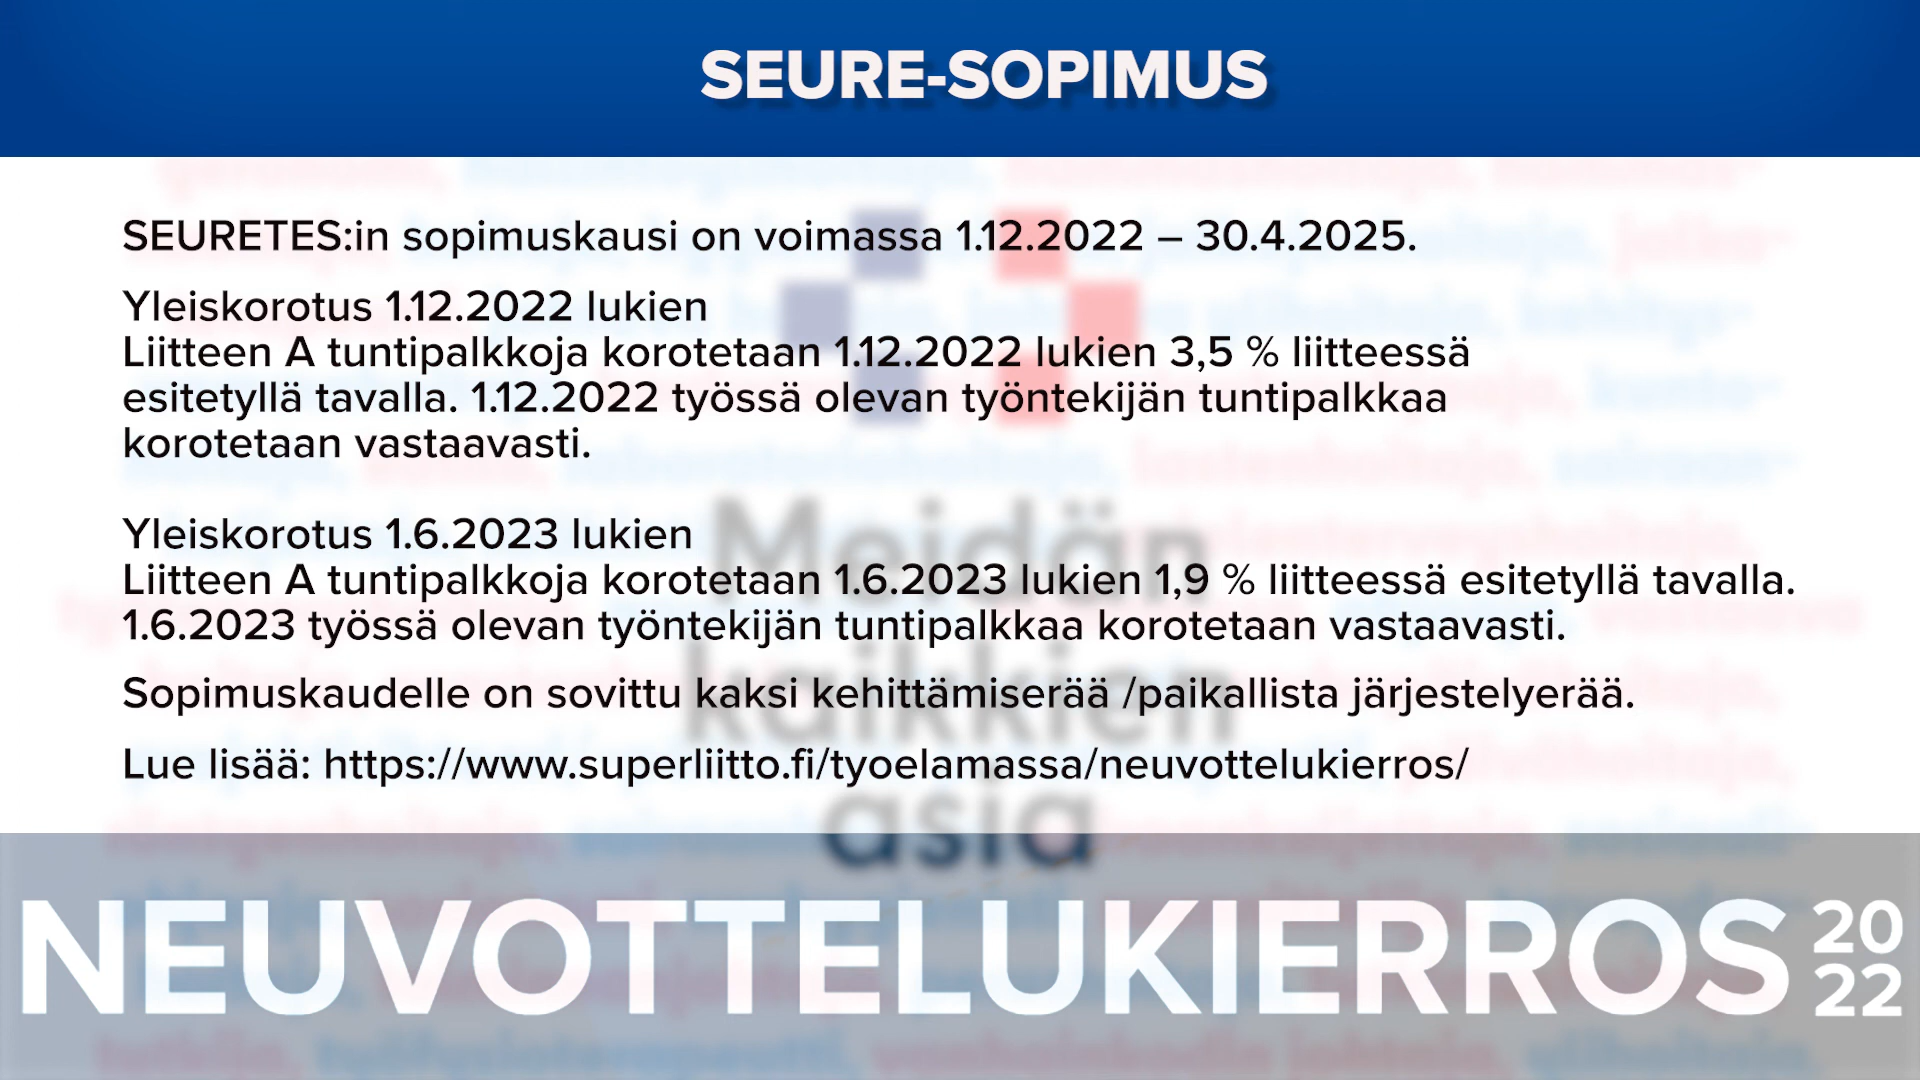 SEURE-SOPIMUS
SEURETES:in sopimuskausi on voimassa 1.12.2022 – 30.4.2025.
Yleiskorotus 1.12.2022 lukien
Liitteen A tuntipalkkoja korotetaan 1.12.2022 lukien 3,5 % liitteessä
esitetyllä tavalla. 1.12.2022 työssä olevan työntekijän tuntipalkkaa
korotetaan vastaavasti.
Yleiskorotus 1.6.2023 lukien
Liitteen A tuntipalkkoja korotetaan 1.6.2023 lukien 1,9 % liitteessä esitetyllä tavalla.
1.6.2023 työssä olevan työntekijän tuntipalkkaa korotetaan vastaavasti.
Sopimuskaudelle on sovittu kaksi kehittämiserää /paikallista järjestelyerää.
Lue lisää: https://www.superliitto.fi/tyoelamassa/neuvottelukierros/
Meidän
kaikkien
asia
NEUVOTTELUKIERROS 20
22